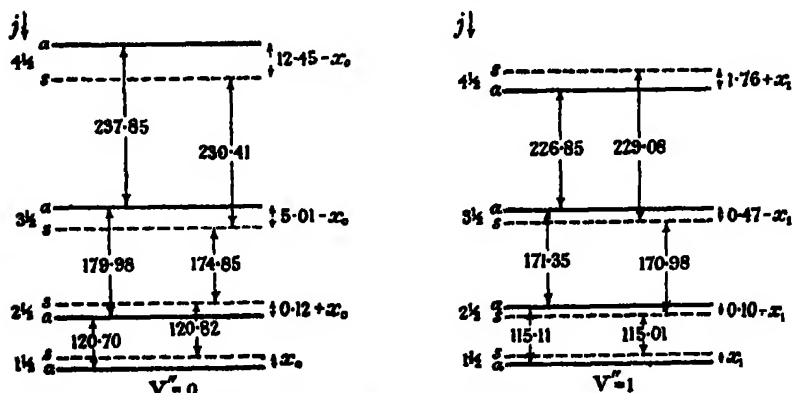 j↓
a
4½
s
12·45-x₀
237·85
230·41
a
3½
s
5·01-x₀
179·98
174·85
s
2½
a
0·12+x₀
120·70
120·82
s
1½
a
x₀
V″=0
j↓
s
4½
a
1·76+x₁
226·85
229·08
a
3½
s
0·47-x₁
171·35
170·98
a
2½
s
0·10-x₁
115·11
115·01
s
1½
a
x₁
V″=1